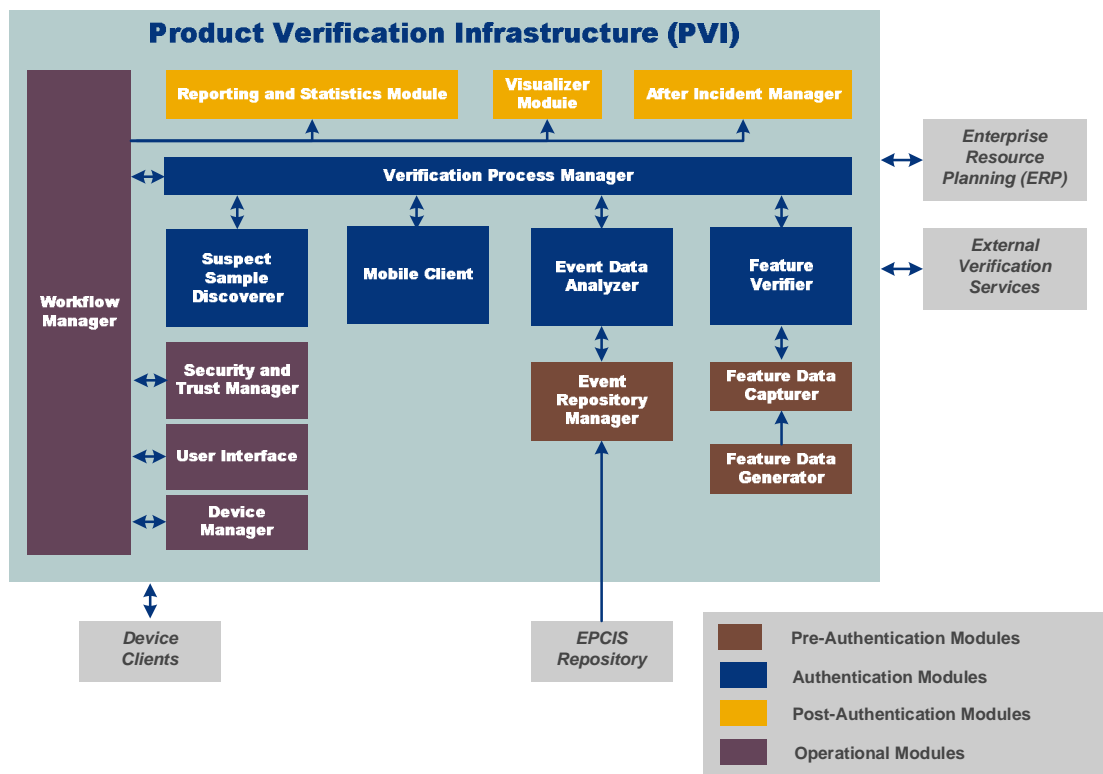 Product Verification Infrastructure (PVI)
Reporting and Statistics Module
Visualizer
Moduie
After Incident Manager
Enterprise
Resource
Planning (ERP)
Verification Process Manager
Suspect
Sample
Discoverer
Mobile Client
Event Data
Analyzer
Feature
Verifier
External
Verification
Services
Workflow
Manager
Security and
Trust Manager
Event
Repository
Manager
Feature Data
Capturer
User Interface
Feature Data
Generator
Device
Manager
Device
Clients
EPCIS
Repository
Pre-Authentication Modules
Authentication Modules
Post-Authentication Modules
Operational Modules